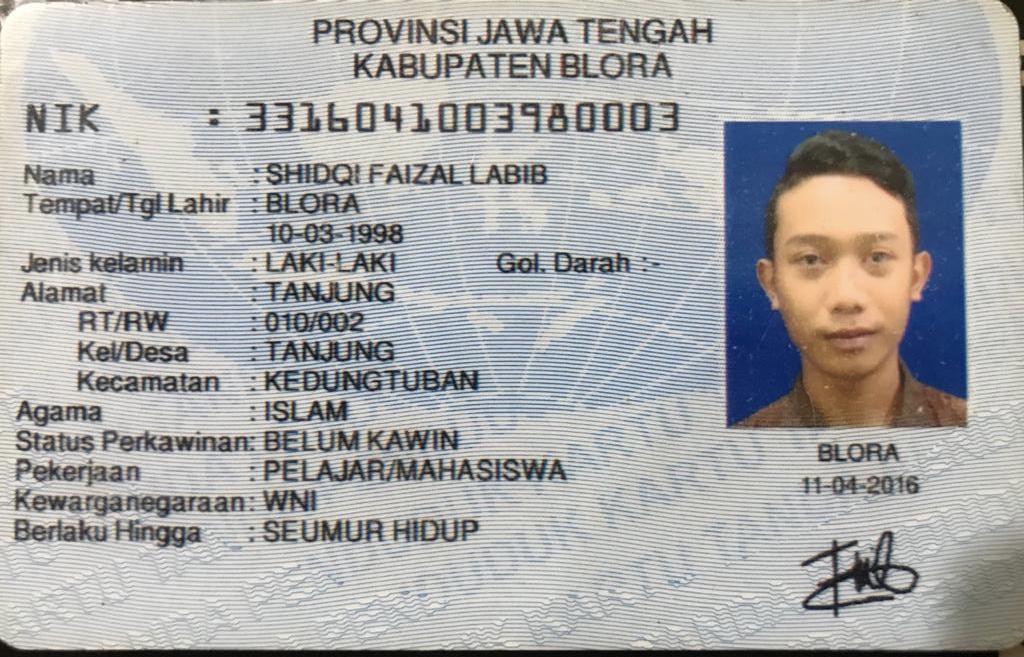 PROVINSI JAWA TENGAH
KABUPATEN BLORA
NIK : 3316041003980003
Nama : SHIDQI FAIZAL LABIB
Tempat/Tgl Lahir : BLORA
10-03-1998
Jenis kelamin : LAKI-LAKI Gol. Darah :-
Alamat : TANJUNG
RT/RW : 010/002
Kel/Desa : TANJUNG
Kecamatan : KEDUNGTUBAN
Agama : ISLAM
Status Perkawinan: BELUM KAWIN
Pekerjaan : PELAJAR/MAHASISWA
Kewarganegaraan: WNI
Berlaku Hingga : SEUMUR HIDUP
BLORA
11-04-2016